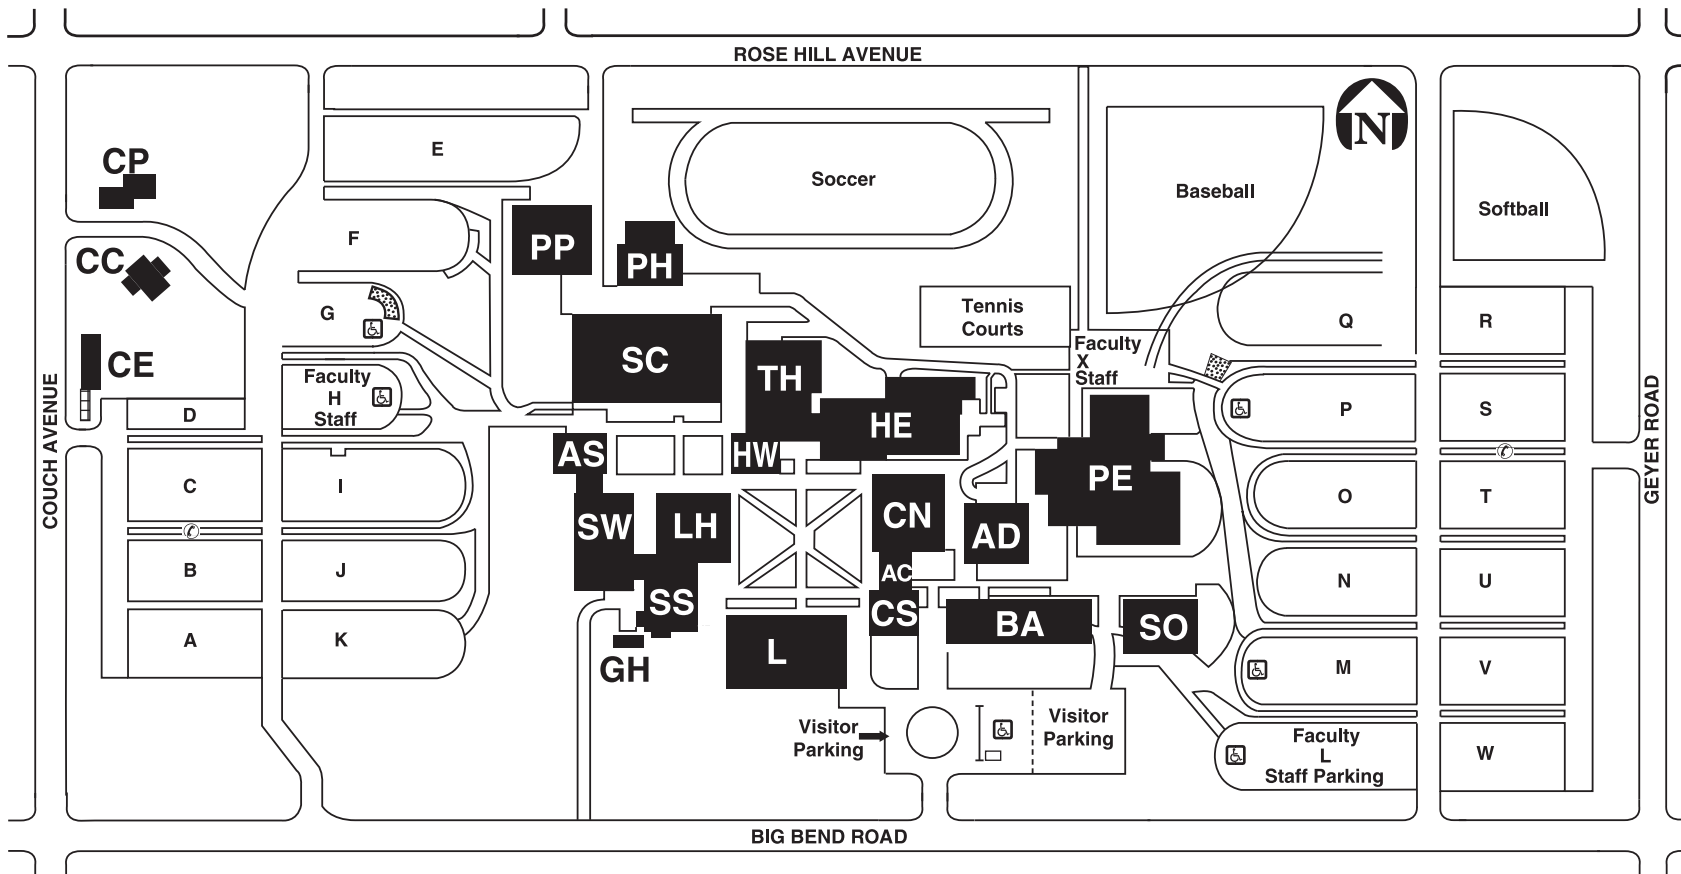 ROSE HILL AVENUE
N
E
CP
Soccer
Baseball
Softball
F
PP
PH
CC
G
Tennis
Courts
Q
R
Faculty
X
Staff
SC
TH
CE
Faculty
H
Staff
D
P
S
HE
AS
HW
PE
C
I
O
T
COUCH AVENUE
GEYER ROAD
SW
LH
CN
AD
B
J
AC
N
U
SS
CS
BA
SO
A
K
GH
L
M
V
Visitor
Parking
Visitor
Parking
Faculty
L
Staff Parking
W
BIG BEND ROAD